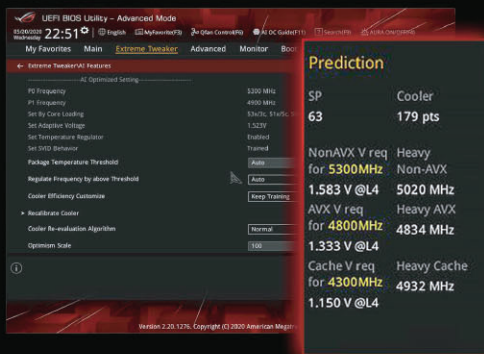 UEFI BIOS Utility – Advanced Mode
05/20/2020
Wednesday
22:51
English
MyFavorite(F3)
Qfan Control(F6)
AI OC Guide(F11)
Search(F9)
AURA ON/OFF(F4)
My Favorites Main Extreme Tweaker Advanced Monitor Boot
Extreme Tweaker\AI Features
AI Optimized Setting
P0 Frequency 5300 MHz
P1 Frequency 4900 MHz
Set By Core Loading
Set Adaptive Voltage 1.523V
Set Temperature Regulator Enabled
Set SVID Behavior Trained
Package Temperature Threshold Auto
Regulate Frequency by above Threshold Auto
Cooler Efficiency Customize Keep Training
Recalibrate Cooler
Cooler Re-evaluation Algorithm Normal
Optimism Scale 100
Version 2.20.1276. Copyright (C) 2020 American
Prediction
SP Cooler
63 179 pts
NonAVX V req Heavy
for 5300MHz Non-AVX
1.583 V @L4 5020 MHz
AVX V req Heavy AVX
for 4800MHz 4834 MHz
1.333 V @L4
Cache V req Heavy Cache
for 4300MHz 4932 MHz
1.150 V @L4